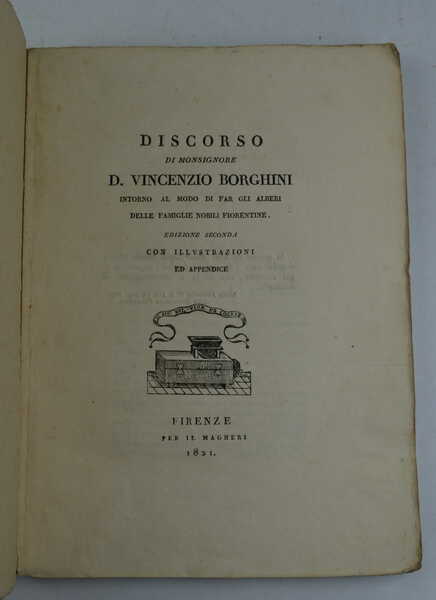 DISCORSO
DI MONSIGNORE
D. VINCENZIO BORGHINI
INTORNO AL MODO DI FAR GLI ALBERI
DELLE FAMIGLIE NOBILI FIORENTINE.
EDIZIONE SECONDA
CON ILLVSTRAZIONI
ED APPENDICE
FIRENZE
PER IL MAGHERI
1821.